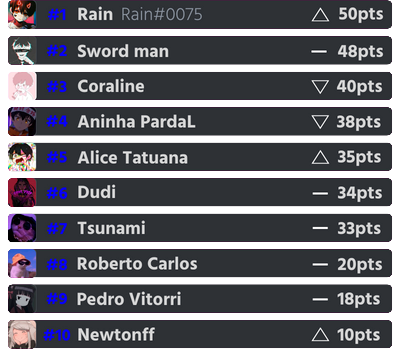 #1 Rain Rain#0075 △ 50pts
#2 Sword man — 48pts
#3 Coraline ▽ 40pts
#4 Aninha PardaL ▽ 38pts
#5 Alice Tatuana △ 35pts
#6 Dudi — 34pts
#7 Tsunami — 33pts
#8 Roberto Carlos — 20pts
#9 Pedro Vitorri — 18pts
#10 Newtonff △ 10pts